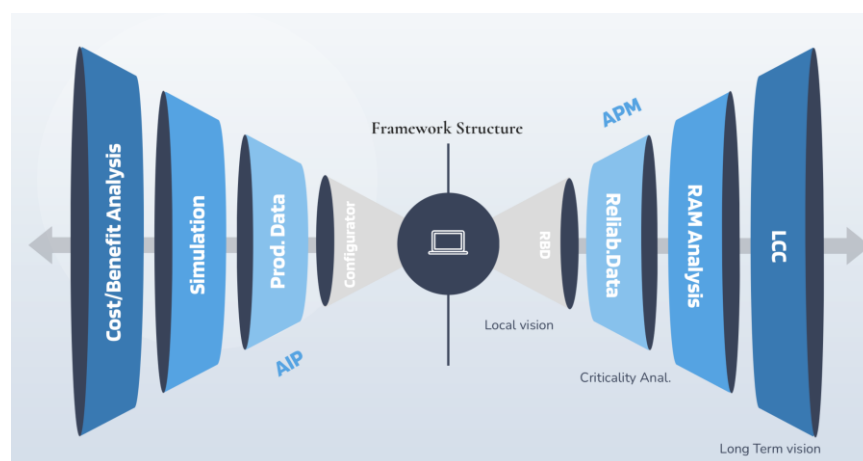 Framework Structure
APM
Cost/Benefit Analysis
Simulation
Prod. Data
Configurator
RBD
Reliab.Data
RAM Analysis
LCC
Local vision
AIP
Criticality Anal.
Long Term vision